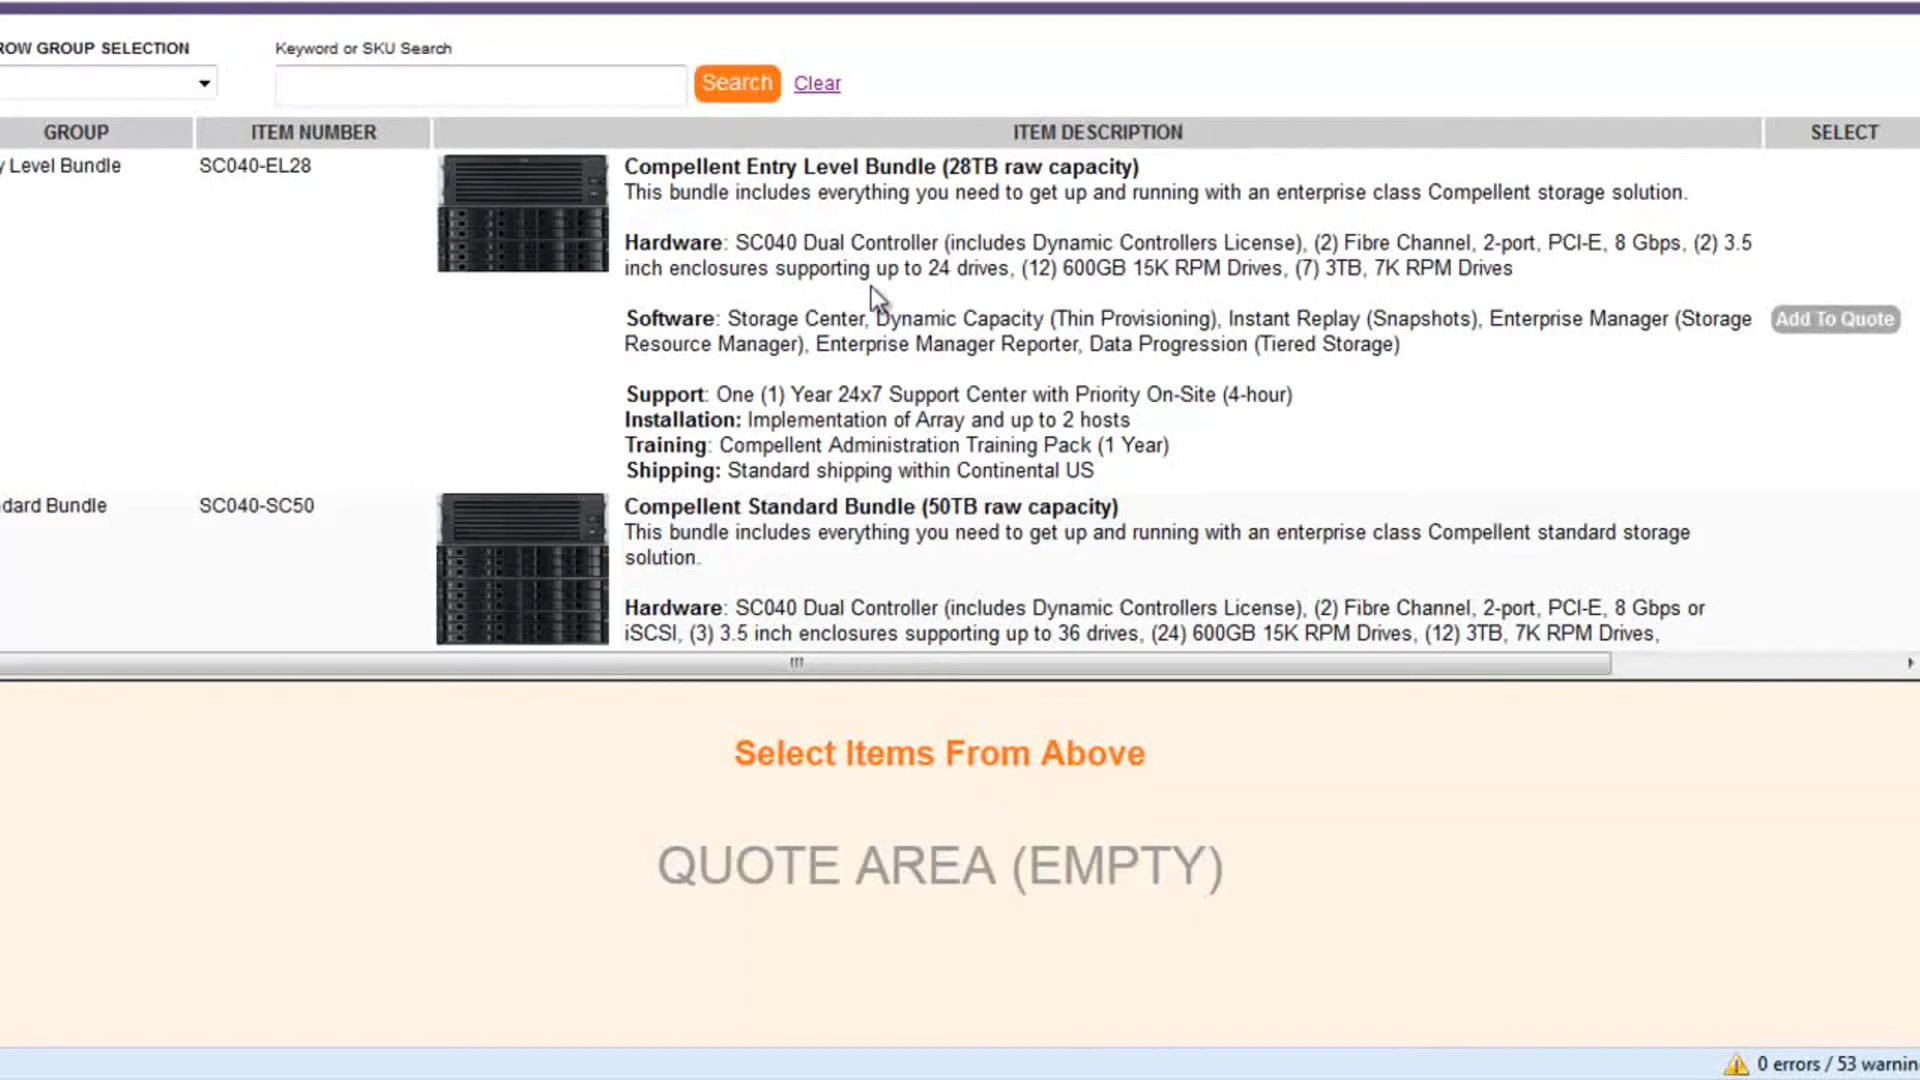 ROW GROUP SELECTION
Keyword or SKU Search
Search Clear
GROUP ITEM NUMBER ITEM DESCRIPTION SELECT
y Level Bundle SC040-EL28
Compellent Entry Level Bundle (28TB raw capacity)
This bundle includes everything you need to get up and running with an enterprise class Compellent storage solution.
Hardware: SC040 Dual Controller (includes Dynamic Controllers License), (2) Fibre Channel, 2-port, PCI-E, 8 Gbps, (2) 3.5
inch enclosures supporting up to 24 drives, (12) 600GB 15K RPM Drives, (7) 3TB, 7K RPM Drives
Software: Storage Center, Dynamic Capacity (Thin Provisioning), Instant Replay (Snapshots), Enterprise Manager (Storage
Resource Manager), Enterprise Manager Reporter, Data Progression (Tiered Storage)
Add To Quote
Support: One (1) Year 24x7 Support Center with Priority On-Site (4-hour)
Installation: Implementation of Array and up to 2 hosts
Training: Compellent Administration Training Pack (1 Year)
Shipping: Standard shipping within Continental US
dard Bundle SC040-SC50
Compellent Standard Bundle (50TB raw capacity)
This bundle includes everything you need to get up and running with an enterprise class Compellent standard storage
solution.
Hardware: SC040 Dual Controller (includes Dynamic Controllers License), (2) Fibre Channel, 2-port, PCI-E, 8 Gbps or
iSCSI, (3) 3.5 inch enclosures supporting up to 36 drives, (24) 600GB 15K RPM Drives, (12) 3TB, 7K RPM Drives,
Select Items From Above
QUOTE AREA (EMPTY)
0 errors / 53 warnin